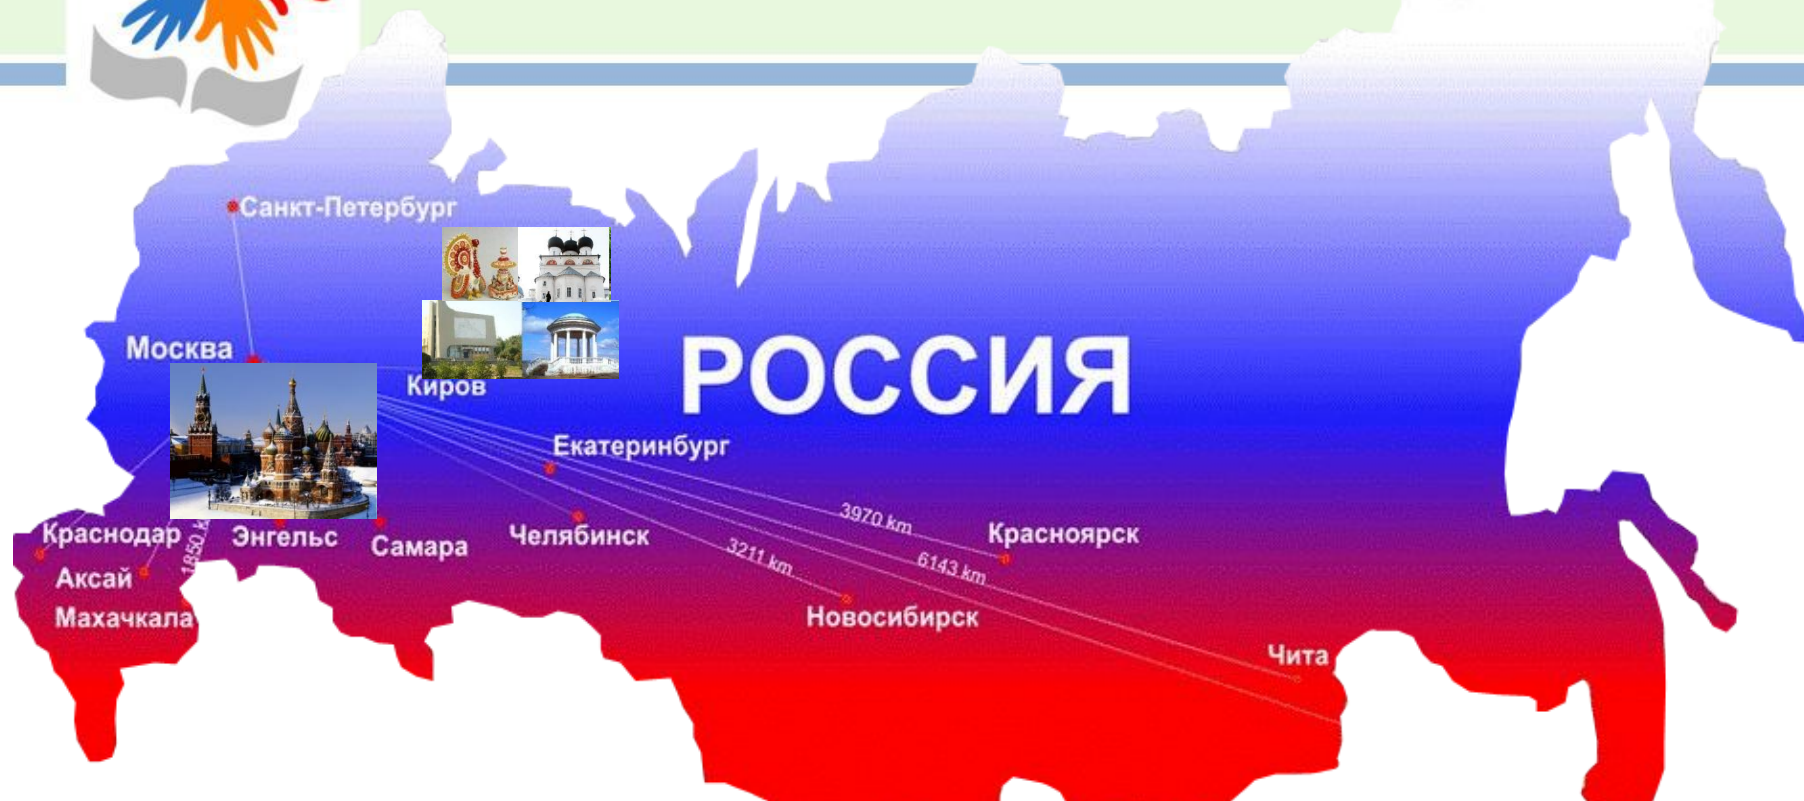 Санкт-Петербург
Москва
РОССИЯ
Киров
Екатеринбург
3970 km
Краснодар
Энгельс
Самара
Челябинск
Красноярск
1850 k
3211 km
6143 km
Аксай
Махачкала
Новосибирск
Чита